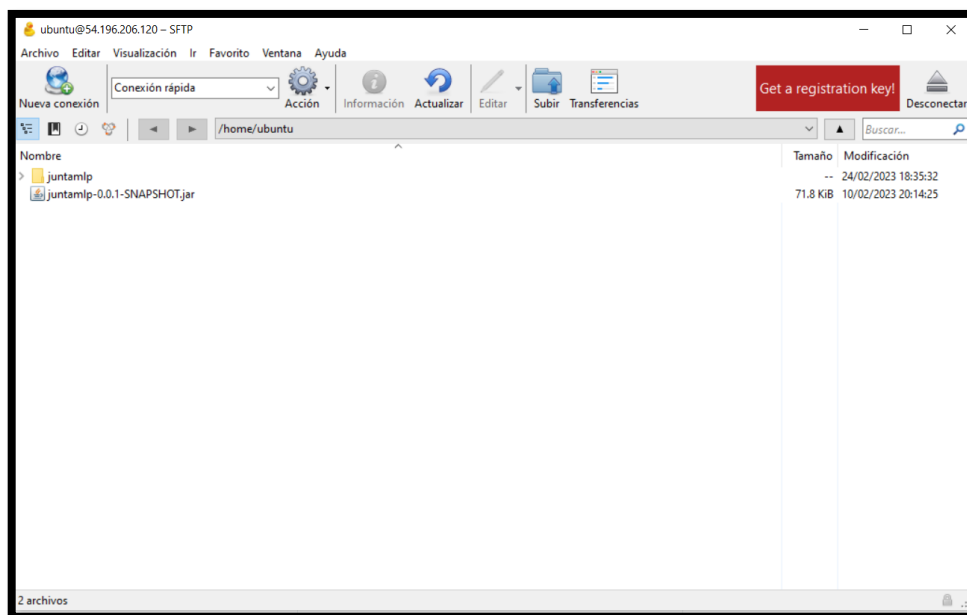 ubuntu@54.196.206.120 – SFTP
Archivo Editar Visualización Ir Favorito Ventana Ayuda
Conexión rápida
Get a registration key!
Nueva conexión Acción Información Actualizar Editar Subir Transferencias Desconectar
/home/ubuntu Buscar...
Nombre Tamaño Modificación
juntamlp -- 24/02/2023 18:35:32
juntamlp-0.0.1-SNAPSHOT.jar 71.8 KiB 10/02/2023 20:14:25
2 archivos